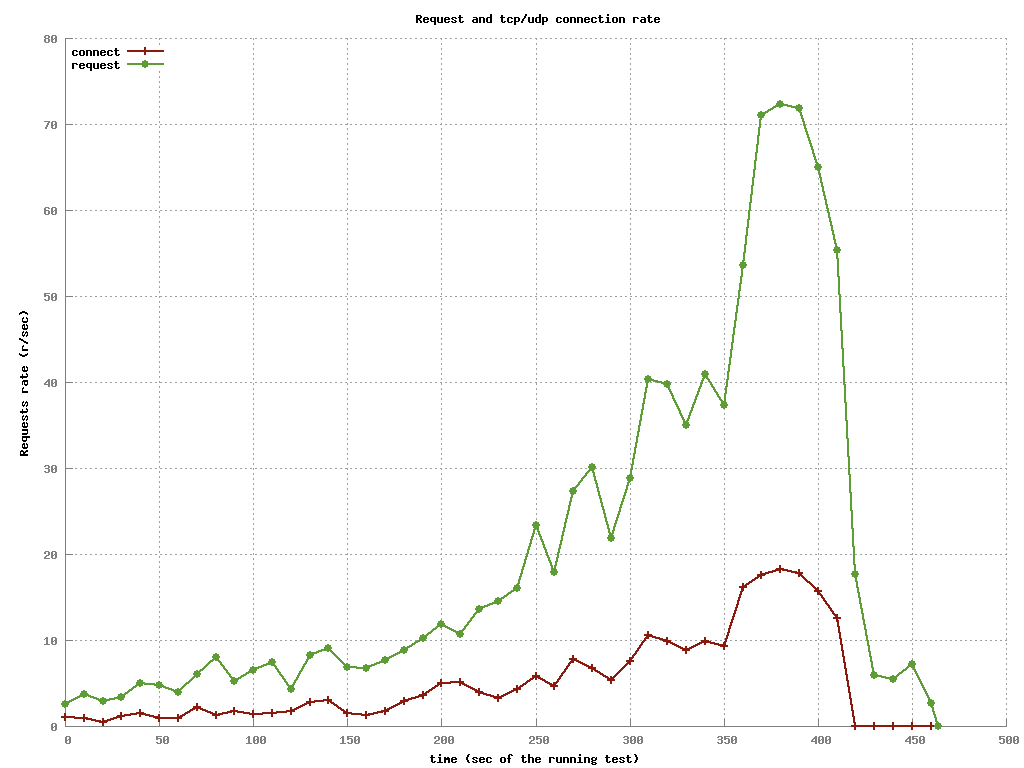 Request and tcp/udp connection rate
80
connect
request
70
60
50
40
30
20
10
0
Requests rate (r/sec)
0 50 100 150 200 250 300 350 400 450 500
time (sec of the running test)